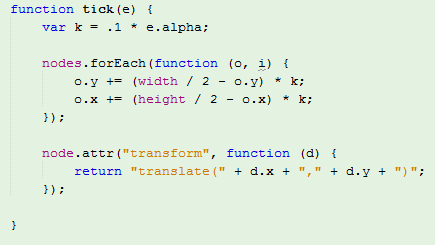 function tick(e) {
    var k = .1 * e.alpha;

    nodes.forEach(function (o, i) {
        o.y += (width / 2 - o.y) * k;
        o.x += (height / 2 - o.x) * k;
    });

    node.attr("transform", function (d) {
        return "translate(" + d.x + "," + d.y + ")";
    });

}